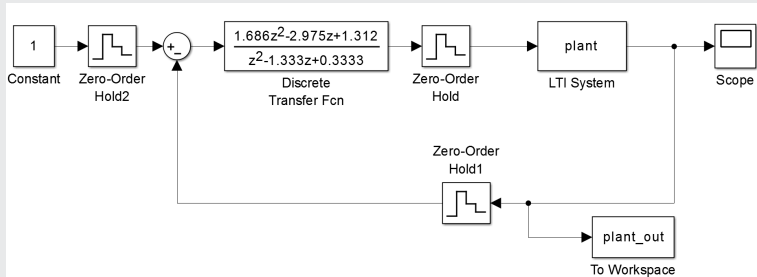 1
Constant
Zero-Order
Hold2
+
-
1.686z²-2.975z+1.312
z²-1.333z+0.3333
Discrete
Transfer Fcn
Zero-Order
Hold
plant
LTI System
Scope
Zero-Order
Hold1
plant_out
To Workspace